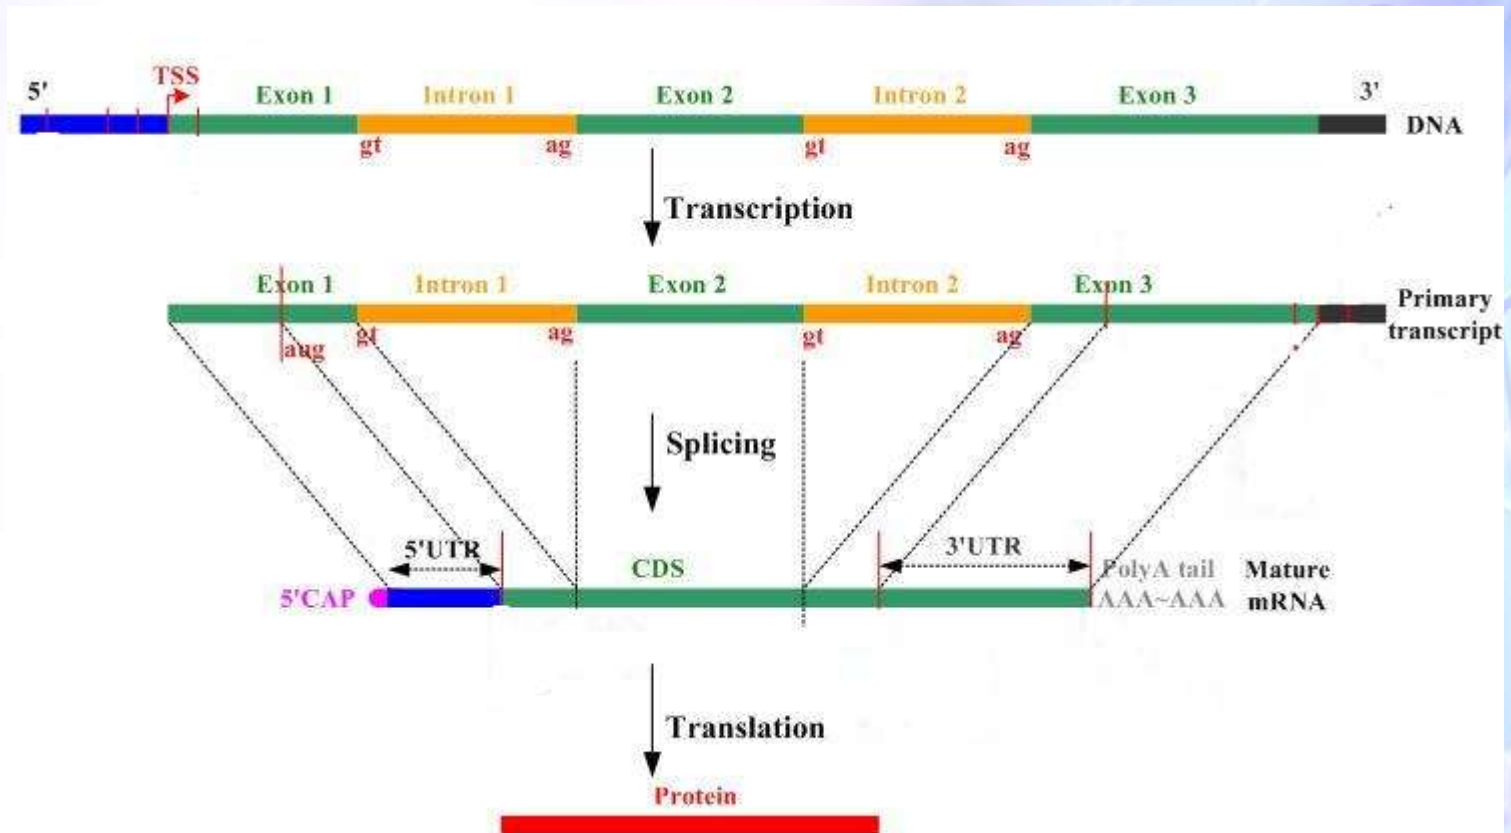 5' TSS Exon 1 Intron 1 Exon 2 Intron 2 Exon 3 3'
DNA
gt ag gt ag
Transcription
Exon 1 Intron 1 Exon 2 Intron 2 Exon 3
Primary
transcript
aug gt ag gt ag
Splicing
5'UTR CDS 3'UTR
PolyA tail Mature
5'CAP AAA~AAA mRNA
Translation
Protein